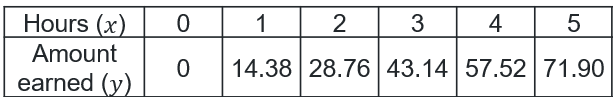 Hours (x) 0 1 2 3 4 5
Amount earned (y) 0 14.38 28.76 43.14 57.52 71.90